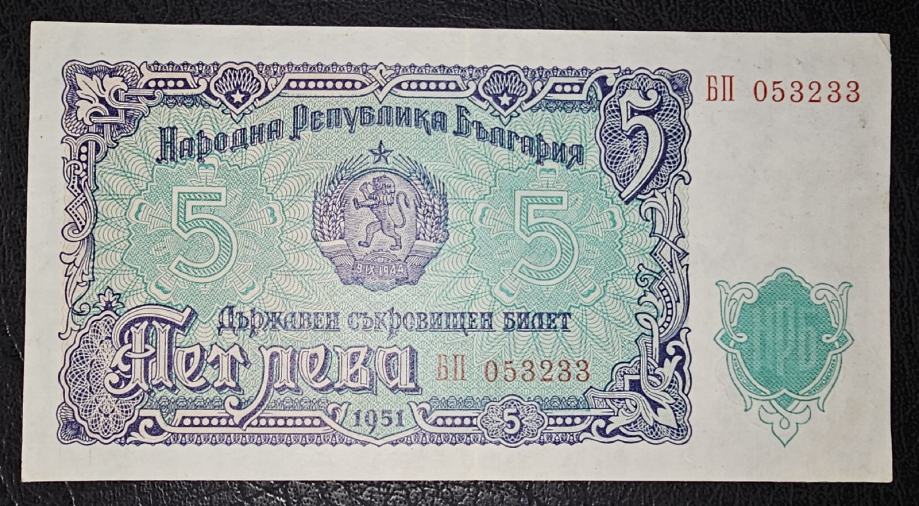 БП 053233
5
Народна Република България
5
5
9·IX·1944
Държавен съкровищен билет
Пет лева
БП 053233
НРБ
1951
5